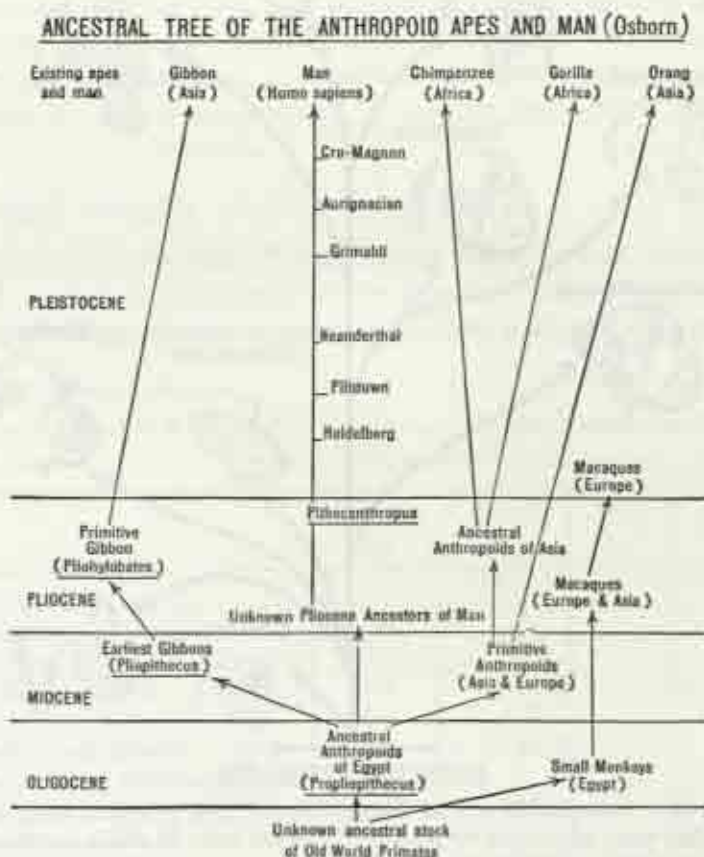 ANCESTRAL TREE OF THE ANTHROPOID APES AND MAN (Osborn)
Existing apes
and man
Gibbon
(Asia)
Man
(Homo sapiens)
Chimpanzee
(Africa)
Gorilla
(Africa)
Orang
(Asia)
Cro-Magnon
Aurignacian
Grimaldi
PLEISTOCENE
Neanderthal
Piltdown
Heidelberg
Macaques
(Europe)
Pithecanthropus
Primitive
Gibbon
(Pliohylobates)
Ancestral
Anthropoids of Asia
PLIOCENE
Macaques
(Europe & Asia)
Unknown Pliocene Ancestors of Man
Earliest Gibbons
(Pliopithecus)
Primitive
Anthropoids
(Asia & Europe)
MIOCENE
Ancestral
Anthropoids
of Egypt
(Propliopithecus)
Small Monkeys
(Egypt)
OLIGOCENE
Unknown ancestral stock
of Old World Primates